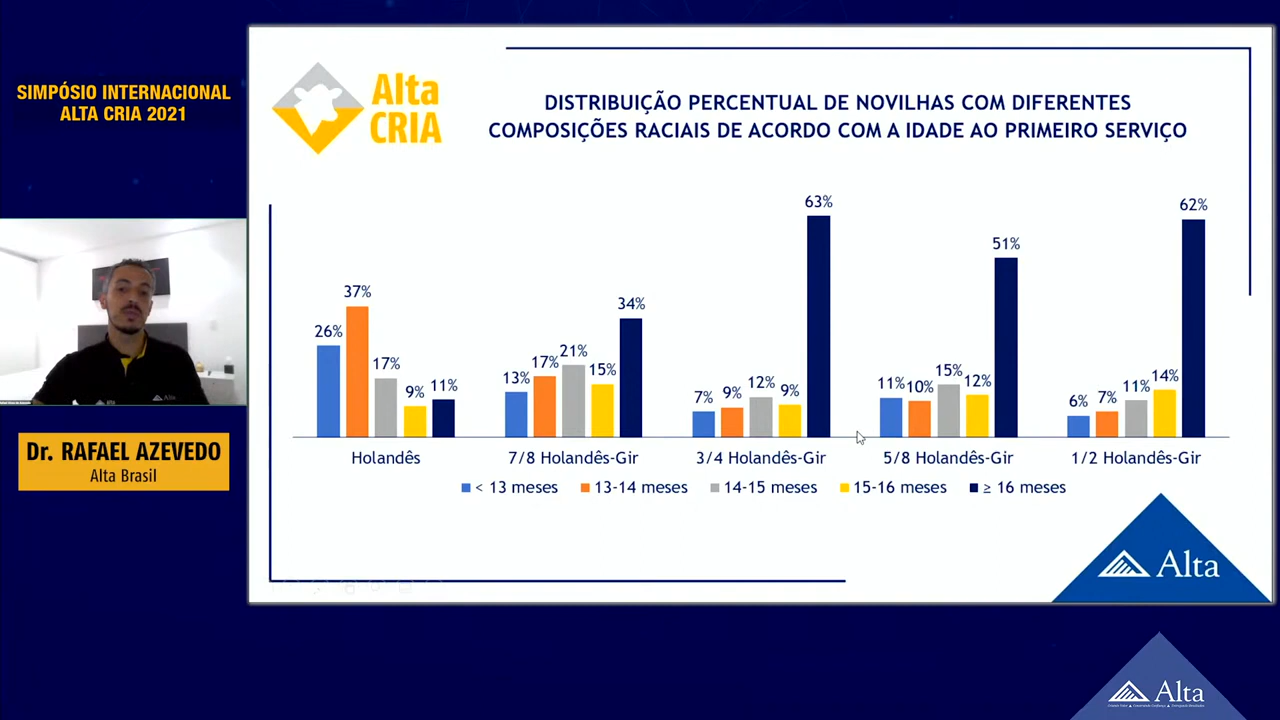 SIMPÓSIO INTERNACIONAL
ALTA CRIA 2021
Alta
CRIA
DISTRIBUIÇÃO PERCENTUAL DE NOVILHAS COM DIFERENTES
COMPOSIÇÕES RACIAIS DE ACORDO COM A IDADE AO PRIMEIRO SERVIÇO
26% 37% 17% 9% 11%
13% 17% 21% 15% 34%
7% 9% 12% 9% 63%
11% 10% 15% 12% 51%
6% 7% 11% 14% 62%
Holandês 7/8 Holandês-Gir 3/4 Holandês-Gir 5/8 Holandês-Gir 1/2 Holandês-Gir
< 13 meses 13-14 meses 14-15 meses 15-16 meses ≥ 16 meses
Alta
Dr. RAFAEL AZEVEDO
Alta Brasil
Alta
Alta